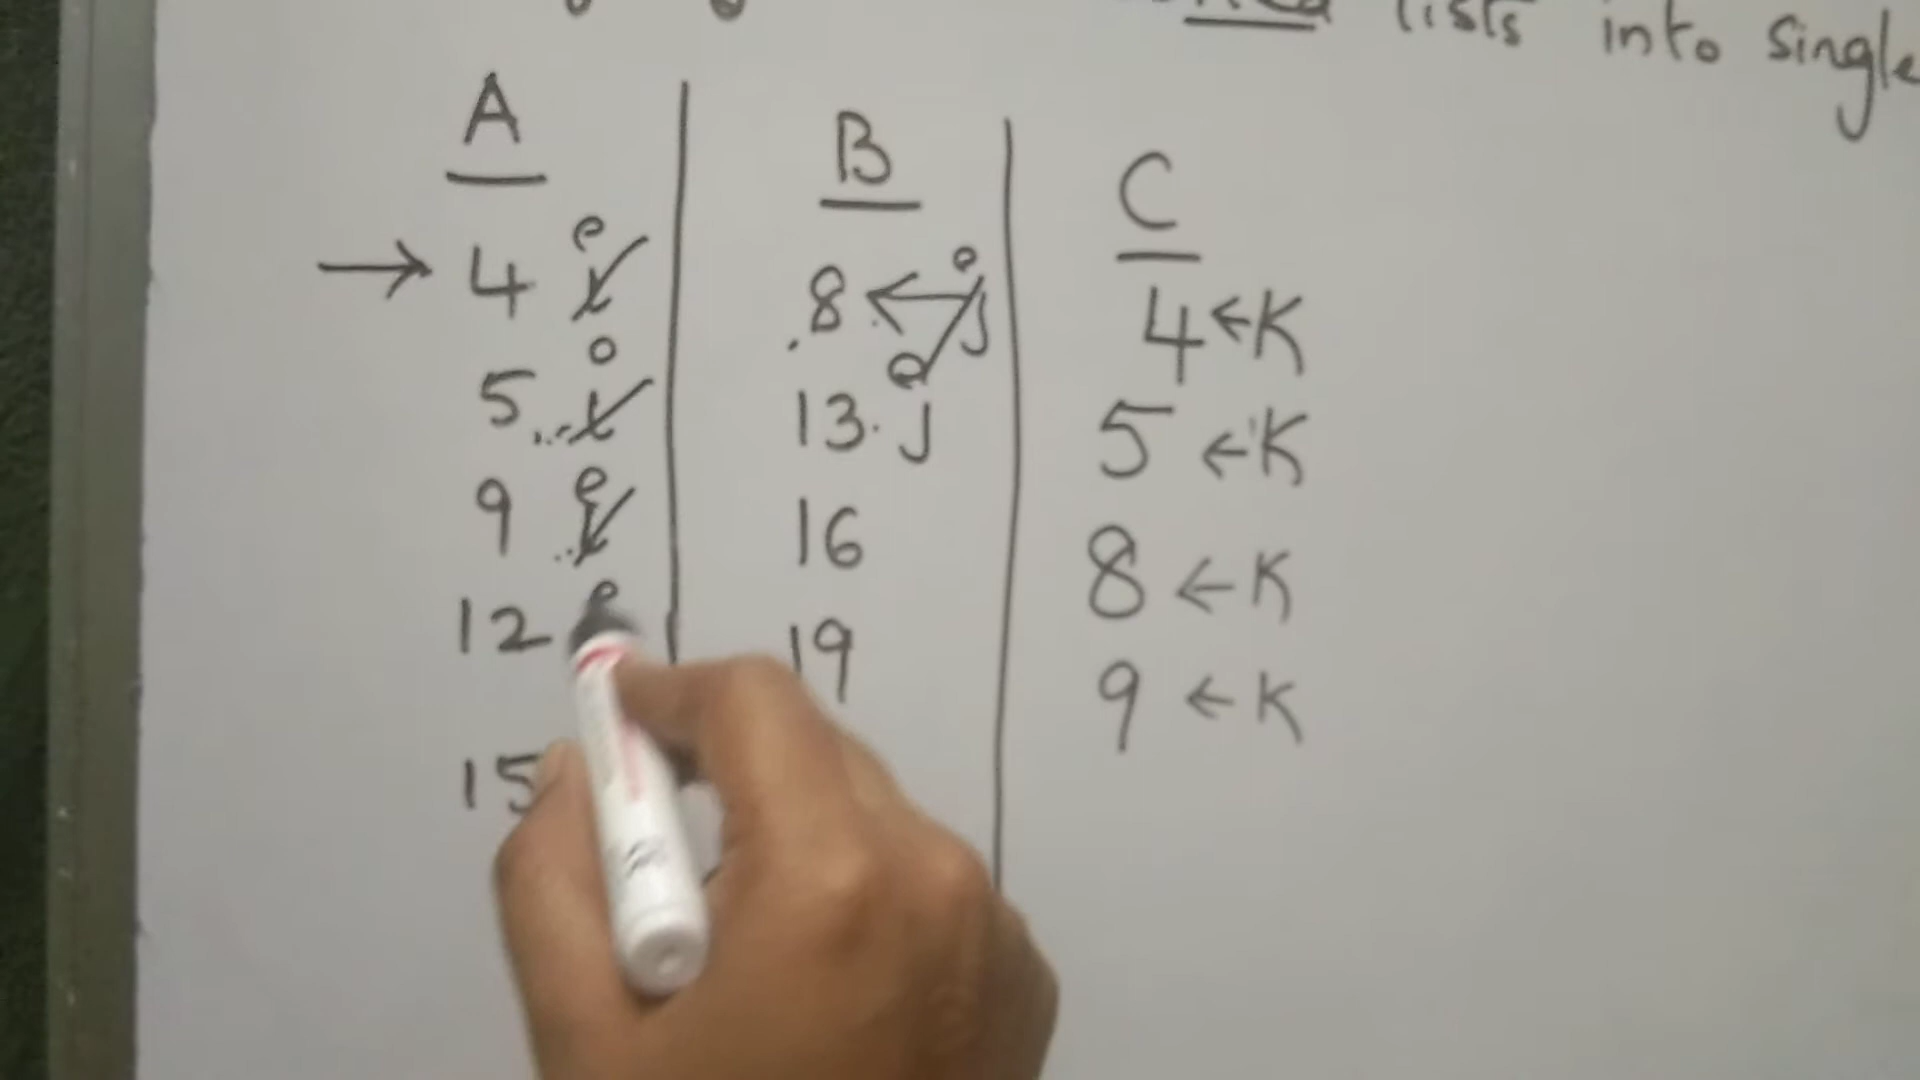 lists into single
A B C
4 i 8 ← j 4 ← K
5 i 13 j 5 ← K
9 i 16 8 ← K
12 19 9 ← K
15